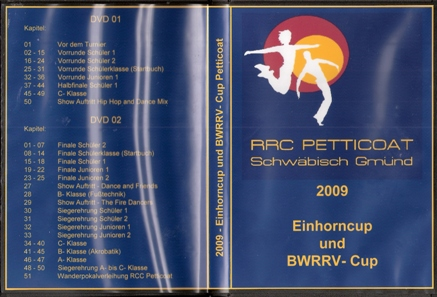 DVD 01
Kapitel:
01 Vor dem Turnier
02 - 15 Vorrunde Schüler 1
16 - 24 Vorrunde Schüler 2
25 - 31 Vorrunde Schülerklasse (Startbuch)
32 - 36 Vorrunde Junioren 1
37 - 44 Halbfinale Schüler 1
45 - 49 C- Klasse
50 Show Auftritt Hip Hop and Dance Mix
DVD 02
Kapitel:
01 - 07 Finale Schüler 2
08 - 14 Finale Schülerklasse (Startbuch)
15 - 18 Finale Schüler 1
19 - 22 Finale Junioren 1
23 - 25 Finale Junioren 2
27 Show Auftritt - Dance and Friends
28 B- Klasse (Fußtechnik)
29 Show Auftritt - The Fire Dancers
30 Siegerehrung Schüler 1
31 Siegerehrung Schüler 2
32 Siegerehrung Junioren 1
33 Siegerehrung Junioren 2
34 - 40 C- Klasse
41 - 45 B- Klasse (Akrobatik)
46 - 47 A- Klasse
48 - 50 Siegerehrung A- bis C- Klasse
51 Wanderpokalverleihung RCC Petticoat
2009 - Einhorncup und BWRRV- Cup Petticoat
RRC PETTICOAT
Schwäbisch Gmünd
2009
Einhorncup
und
BWRRV- Cup